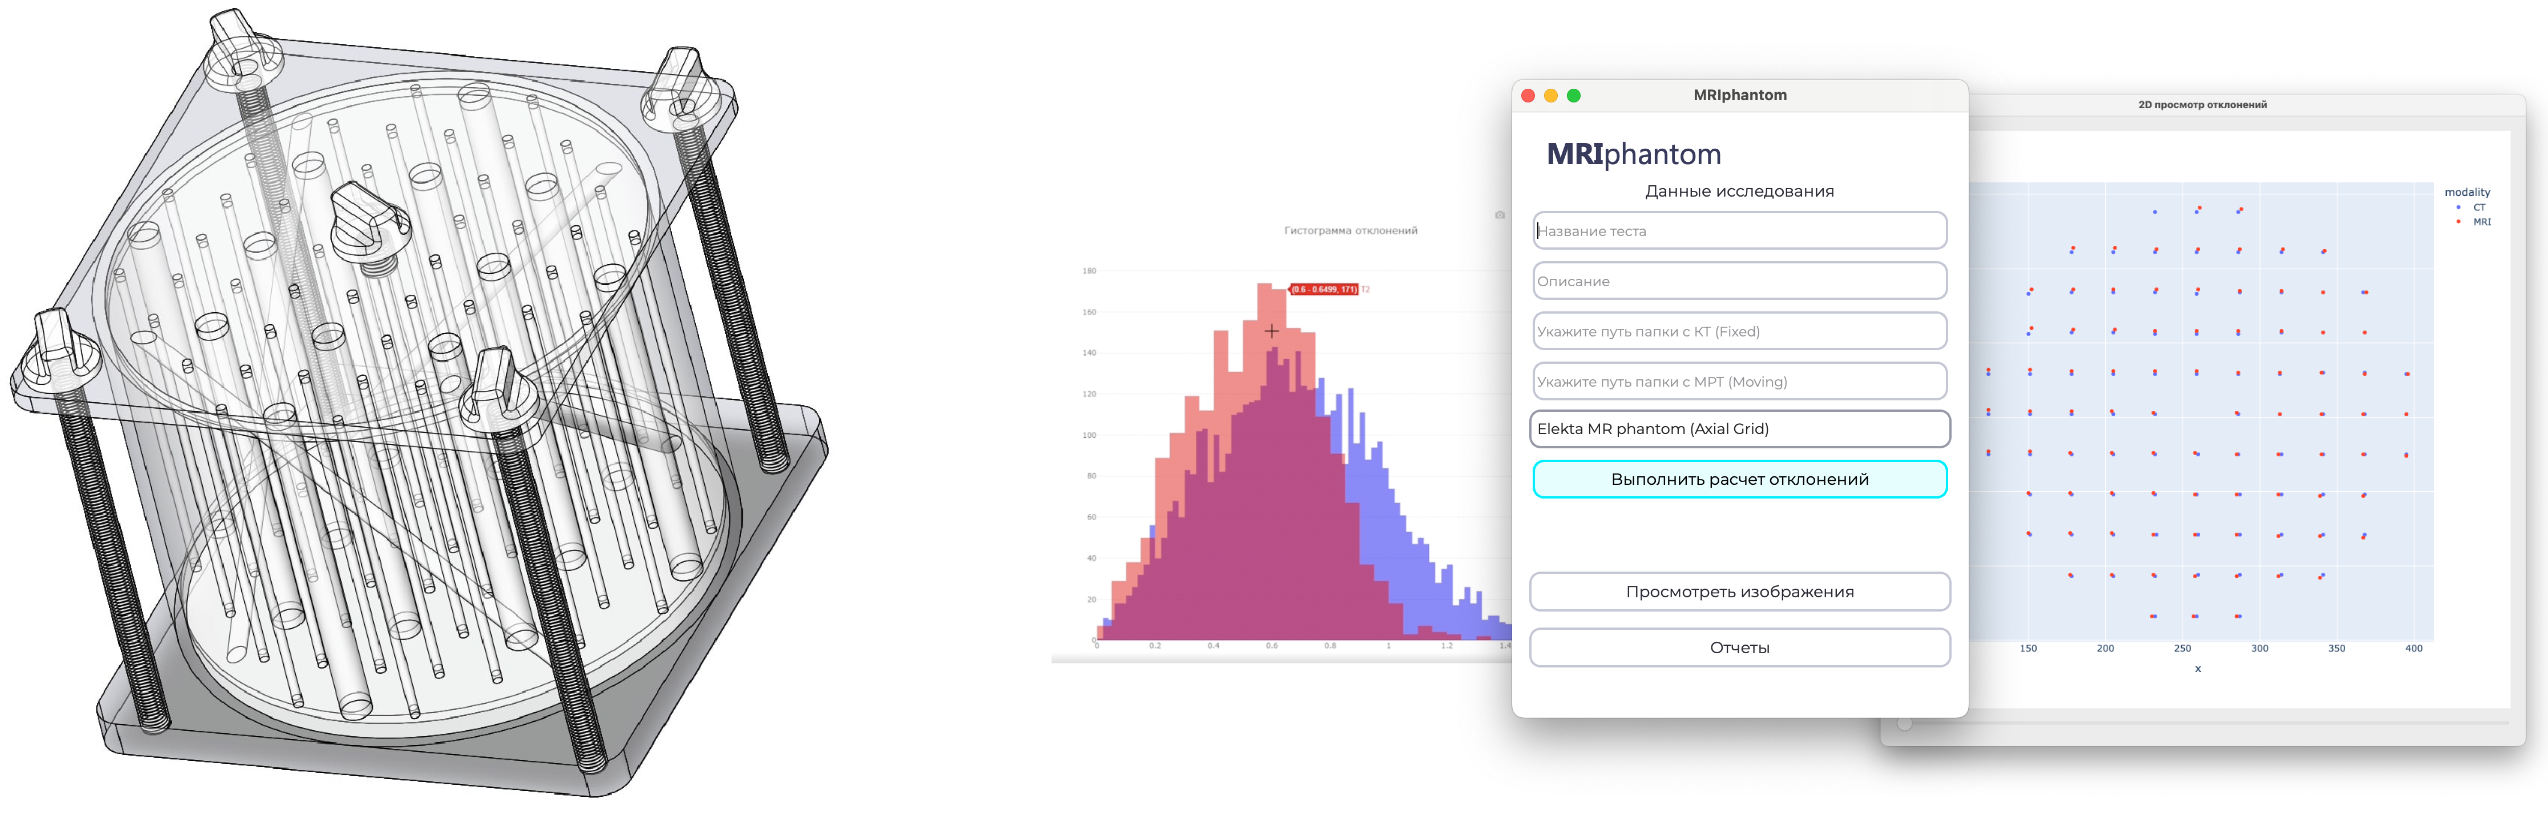 Гистограмма отклонений
180
160
140
120
100
80
60
40
20
0
(0.6 - 0.6499, 171) T2
0
0.2
0.4
0.6
0.8
1
1.2
1.4
MRIphantom
MRIphantom
Данные исследования
Название теста
Описание
Укажите путь папки с КТ (Fixed)
Укажите путь папки с МРТ (Moving)
Elekta MR phantom (Axial Grid)
Выполнить расчет отклонений
Просмотреть изображения
Отчеты
2D просмотр отклонений
modality
CT
MRI
150
200
250
300
350
400
x